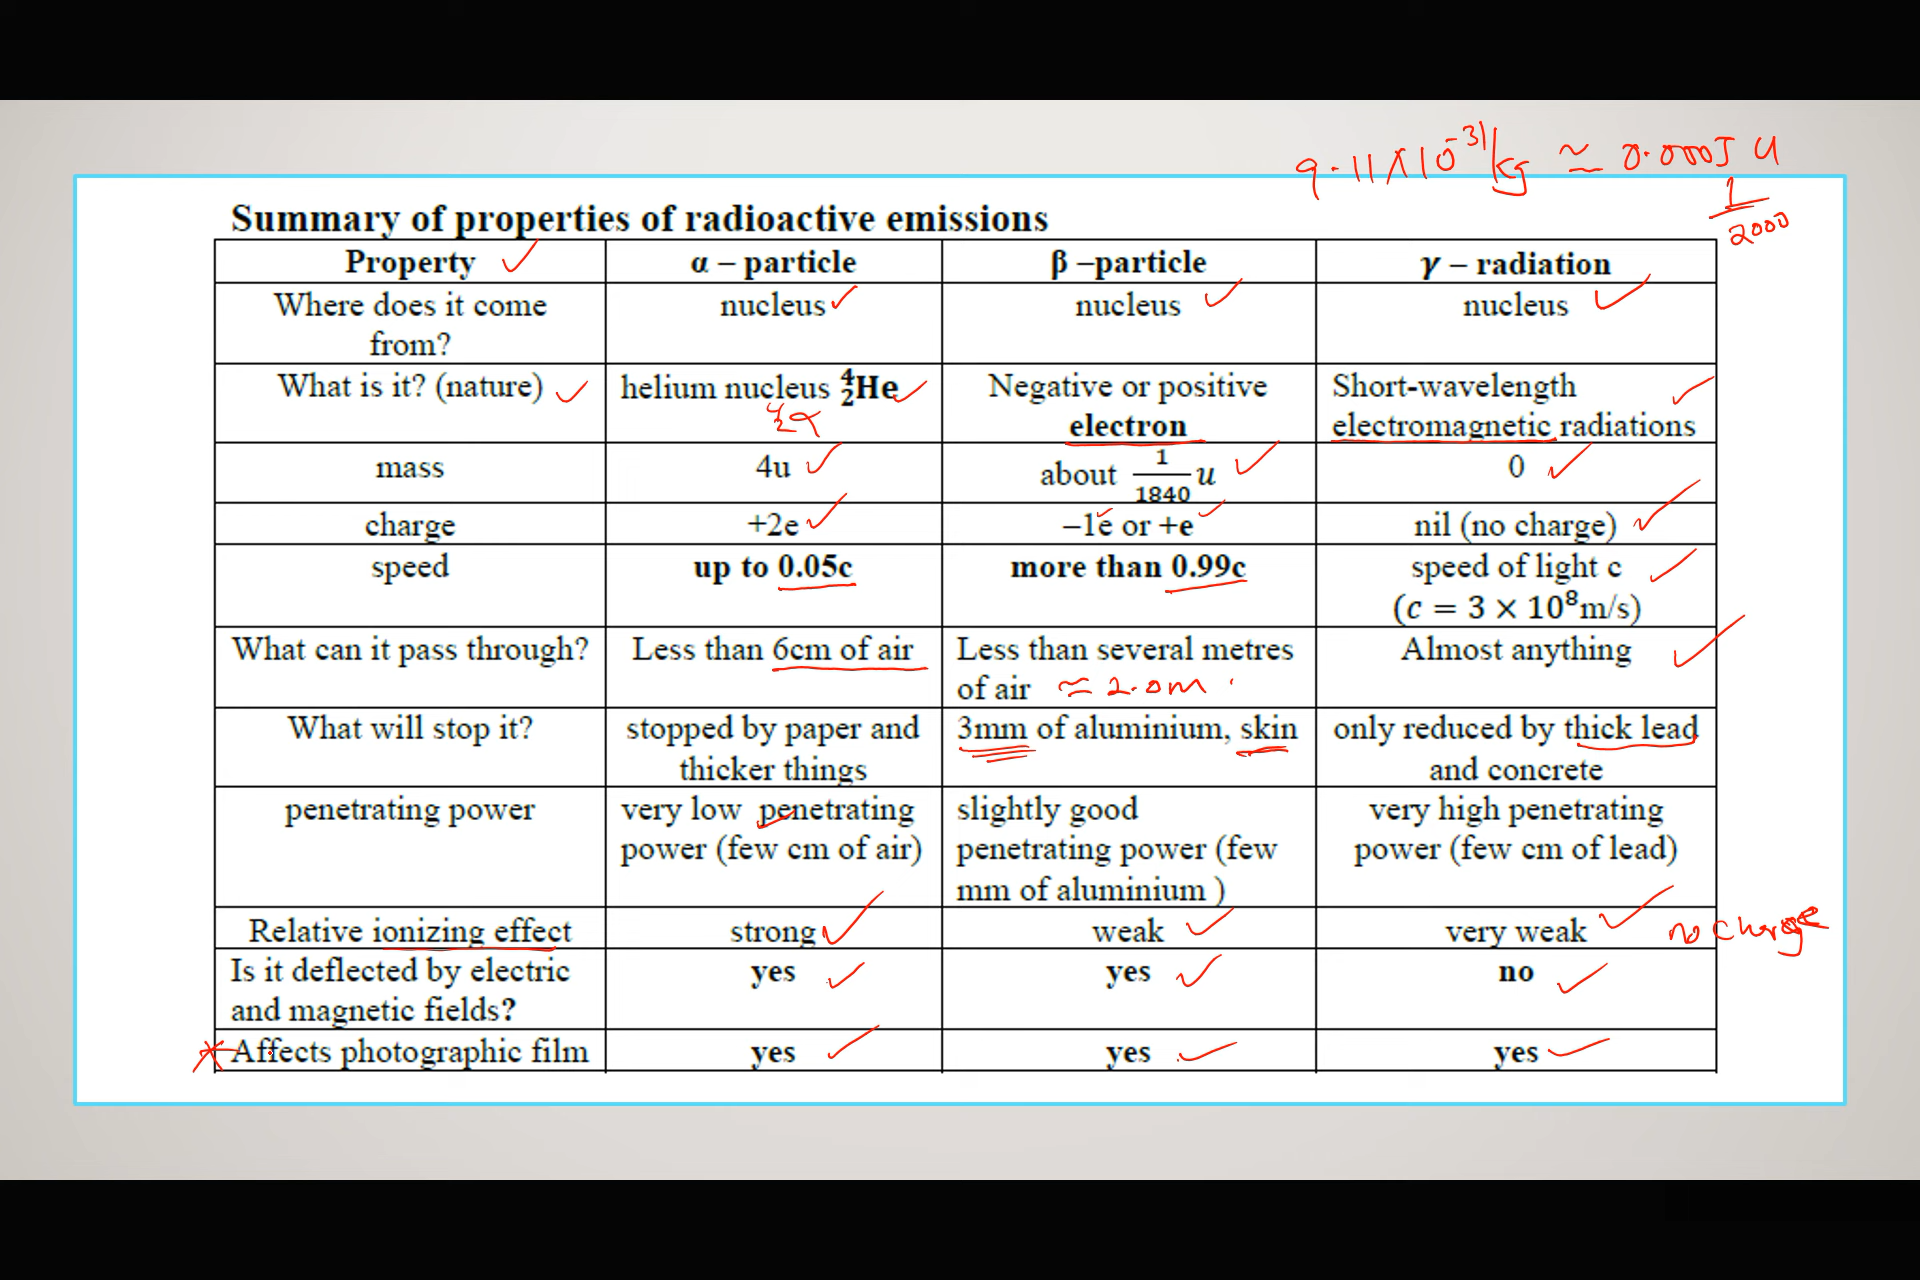 9.11×10⁻³¹kg ≈ 0.0005 u
1/2000
Summary of properties of radioactive emissions
Property α – particle β –particle γ – radiation
Where does it come from? nucleus nucleus nucleus
What is it? (nature) helium nucleus ⁴₂He Negative or positive electron Short-wavelength electromagnetic radiations
⁴₂α
mass 4u about 1/1840 u 0
charge +2e –1e or +e nil (no charge)
speed up to 0.05c more than 0.99c speed of light c
(c = 3 × 10⁸m/s)
What can it pass through? Less than 6cm of air Less than several metres of air ≈ 2.0m Almost anything
What will stop it? stopped by paper and thicker things 3mm of aluminium, skin only reduced by thick lead and concrete
penetrating power very low penetrating power (few cm of air) slightly good penetrating power (few mm of aluminium ) very high penetrating power (few cm of lead)
Relative ionizing effect strong weak very weak no charge
Is it deflected by electric and magnetic fields? yes yes no
Affects photographic film yes yes yes